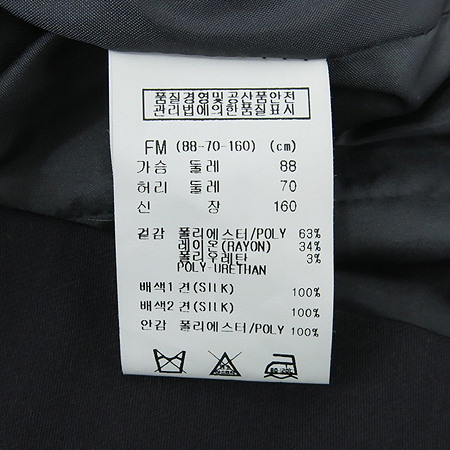 품질경영및공산품안전
관리법에의한품질표시
FM (88-70-160) (cm)
가슴 둘레 88
허리 둘레 70
신 장 160
겉감 폴리에스터/POLY 63%
레이온(RAYON) 34%
폴리우레탄 3%
POLY-URETHAN
배색1 견(SILK) 100%
배색2 견(SILK) 100%
안감 폴리에스터/POLY 100%